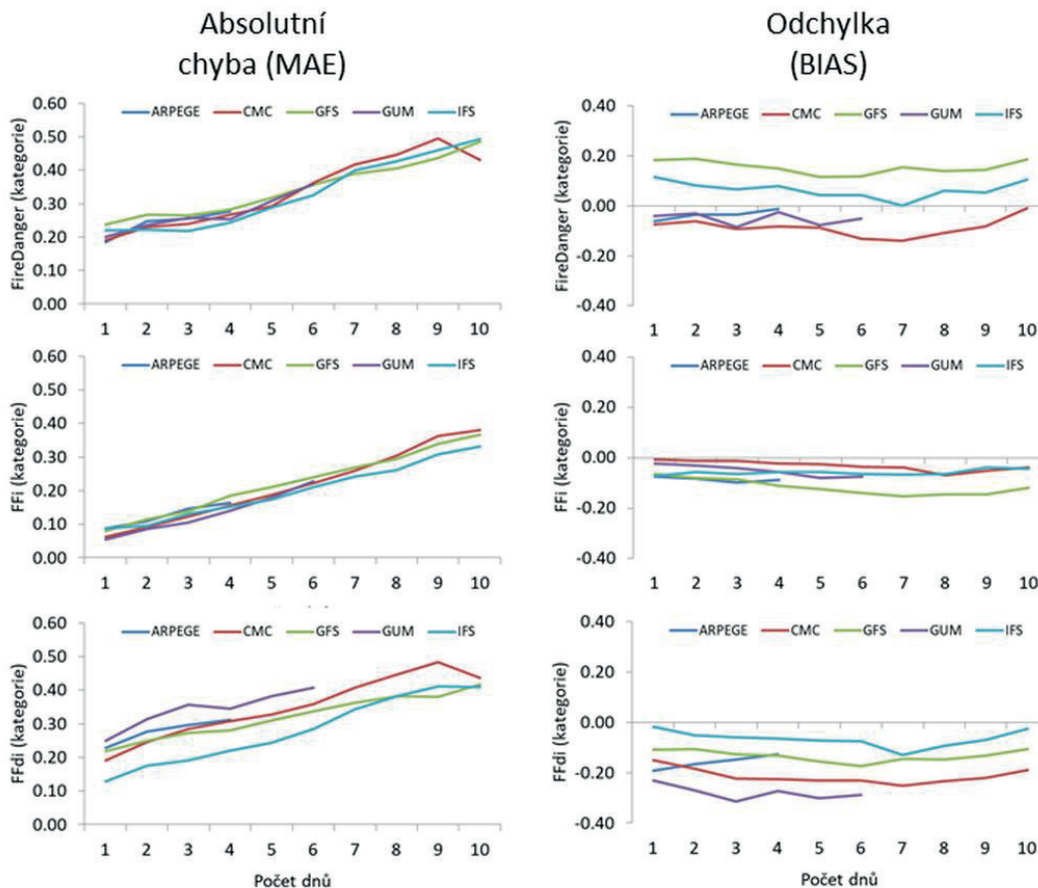 Absolutní
chyba (MAE)
Odchylka
(BIAS)
FireDanger (kategorie)
0.60
0.50
0.40
0.30
0.20
0.10
0.00
ARPEGE CMC GFS GUM IFS
1 2 3 4 5 6 7 8 9 10
FireDanger (kategorie)
0.40
0.20
0.00
-0.20
-0.40
ARPEGE CMC GFS GUM IFS
1 2 3 4 5 6 7 8 9 10
FFi (kategorie)
0.60
0.50
0.40
0.30
0.20
0.10
0.00
ARPEGE CMC GFS GUM IFS
1 2 3 4 5 6 7 8 9 10
FFi (kategorie)
0.40
0.20
0.00
-0.20
-0.40
ARPEGE CMC GFS GUM IFS
1 2 3 4 5 6 7 8 9 10
FFdi (kategorie)
0.60
0.50
0.40
0.30
0.20
0.10
0.00
ARPEGE CMC GFS GUM IFS
1 2 3 4 5 6 7 8 9 10
Počet dnů
FFdi (kategorie)
0.40
0.20
0.00
-0.20
-0.40
ARPEGE CMC GFS GUM IFS
1 2 3 4 5 6 7 8 9 10
Počet dnů